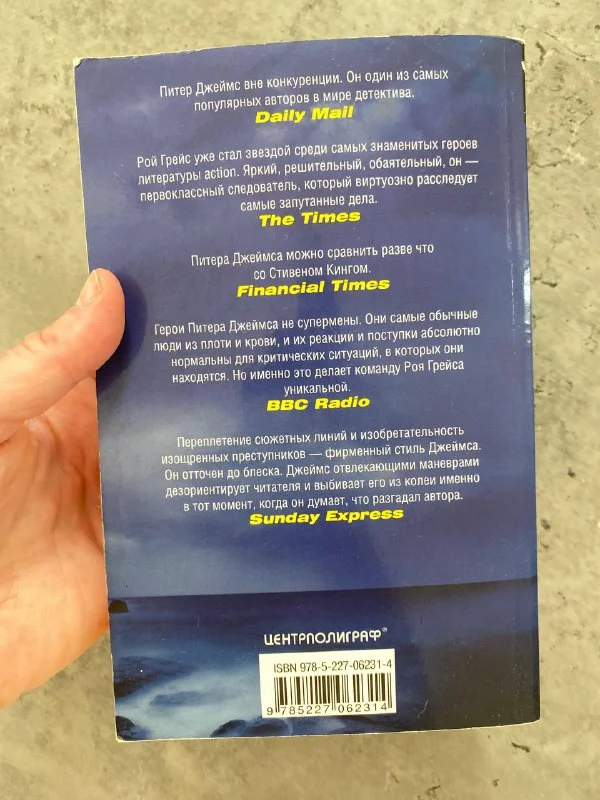 Питер Джеймс вне конкуренции. Он один из самых
популярных авторов в мире детектива.
Daily Mail
Рой Грейс уже стал звездой среди самых знаменитых героев
литературы action. Яркий, решительный, обаятельный, он —
первоклассный следователь, который виртуозно расследует
самые запутанные дела.
The Times
Питера Джеймса можно сравнить разве что
со Стивеном Кингом.
Financial Times
Герои Питера Джеймса не супермены. Они самые обычные
люди из плоти и крови, и их реакции и поступки абсолютно
нормальны для критических ситуаций, в которых они
находятся. Но именно это делает команду Роя Грейса
уникальной.
BBC Radio
Переплетение сюжетных линий и изобретательность
изощренных преступников — фирменный стиль Джеймса.
Он отточен до блеска. Джеймс отвлекающими маневрами
дезориентирует читателя и выбивает его из колеи именно
в тот момент, когда он думает, что разгадал автора.
Sunday Express
ЦЕНТРПОЛИГРАФ®
ISBN 978-5-227-06231-4
9 785227 062314